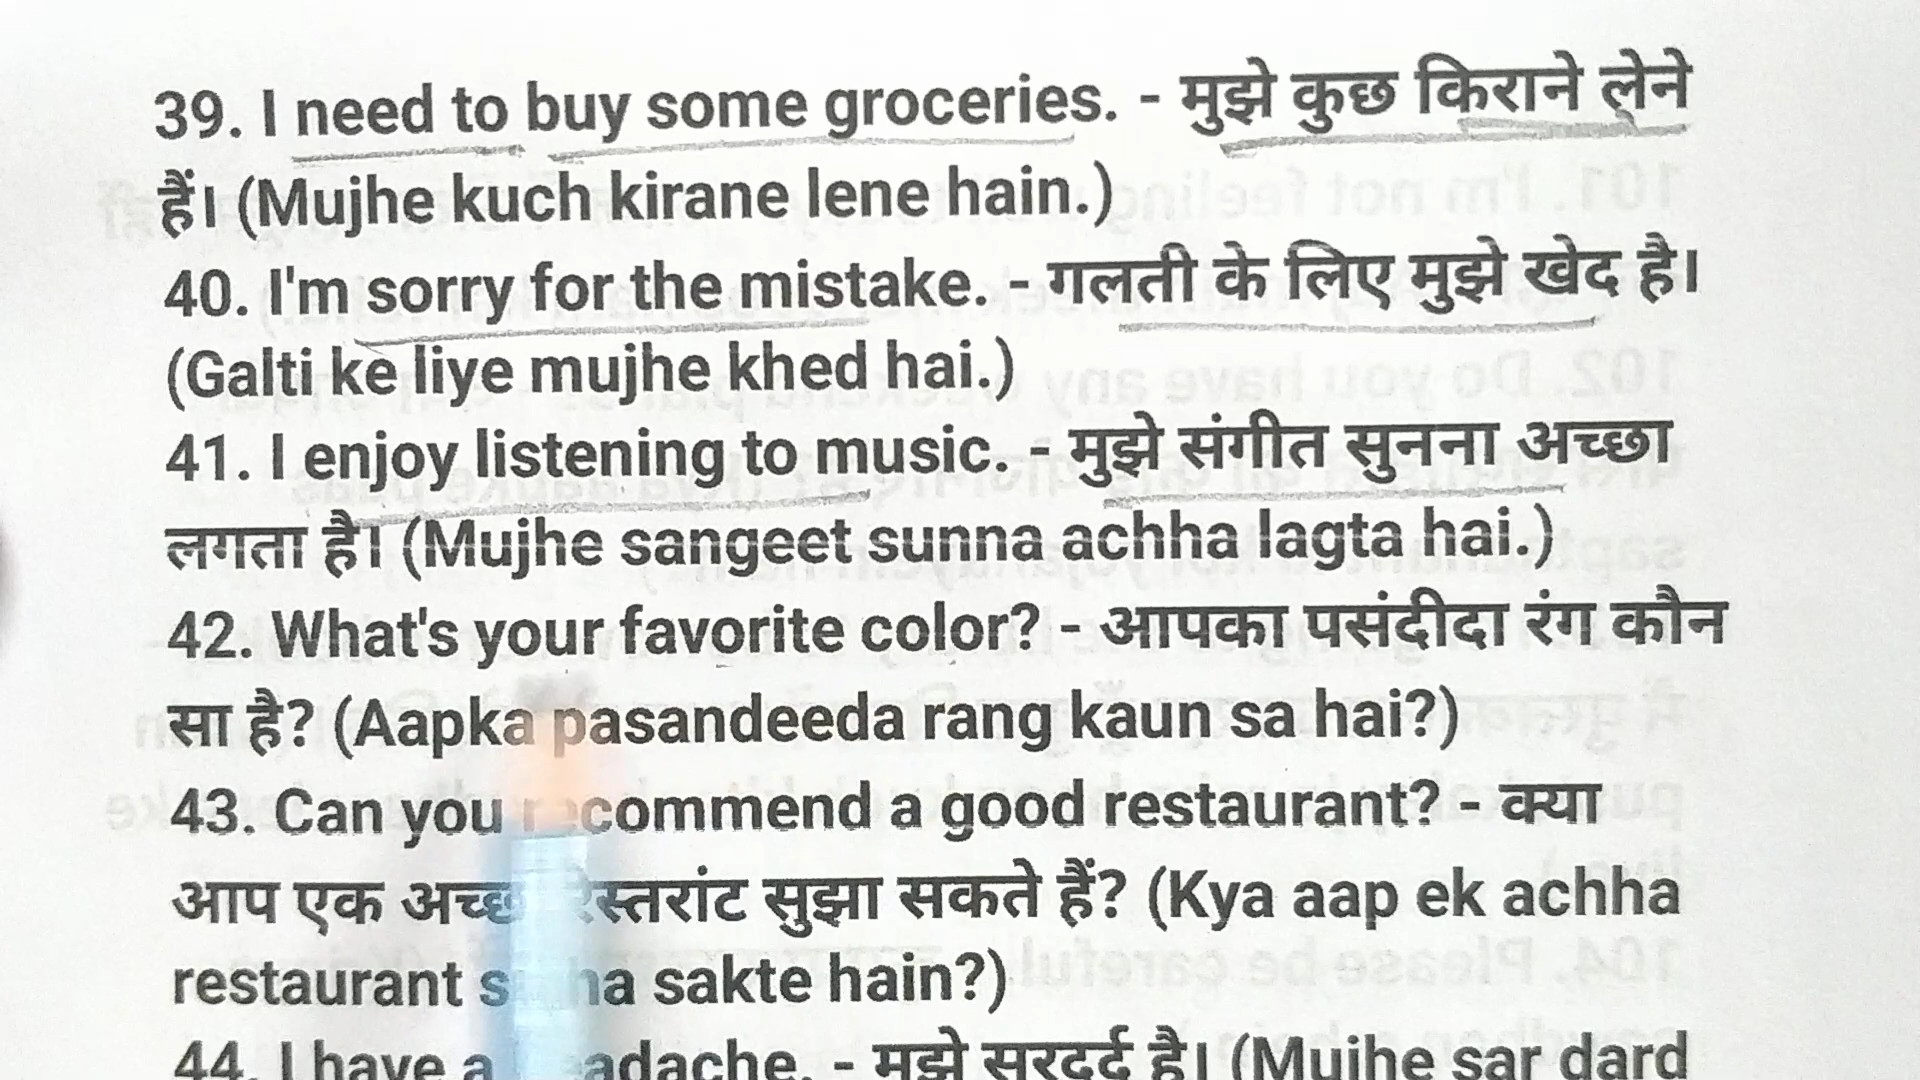 39. I need to buy some groceries. - मुझे कुछ किराने लेने
हैं। (Mujhe kuch kirane lene hain.)
40. I'm sorry for the mistake. - गलती के लिए मुझे खेद है।
(Galti ke liye mujhe khed hai.)
41. I enjoy listening to music. - मुझे संगीत सुनना अच्छा
लगता है। (Mujhe sangeet sunna achha lagta hai.)
42. What's your favorite color? - आपका पसंदीदा रंग कौन
सा है? (Aapka pasandeeda rang kaun sa hai?)
43. Can you recommend a good restaurant? - क्या
आप एक सुझा सकते हैं? (Kya aap ek achha
restaurant sakte hain?)
44. I have a - मुझे सरदर्द है। (Mujhe sar dard